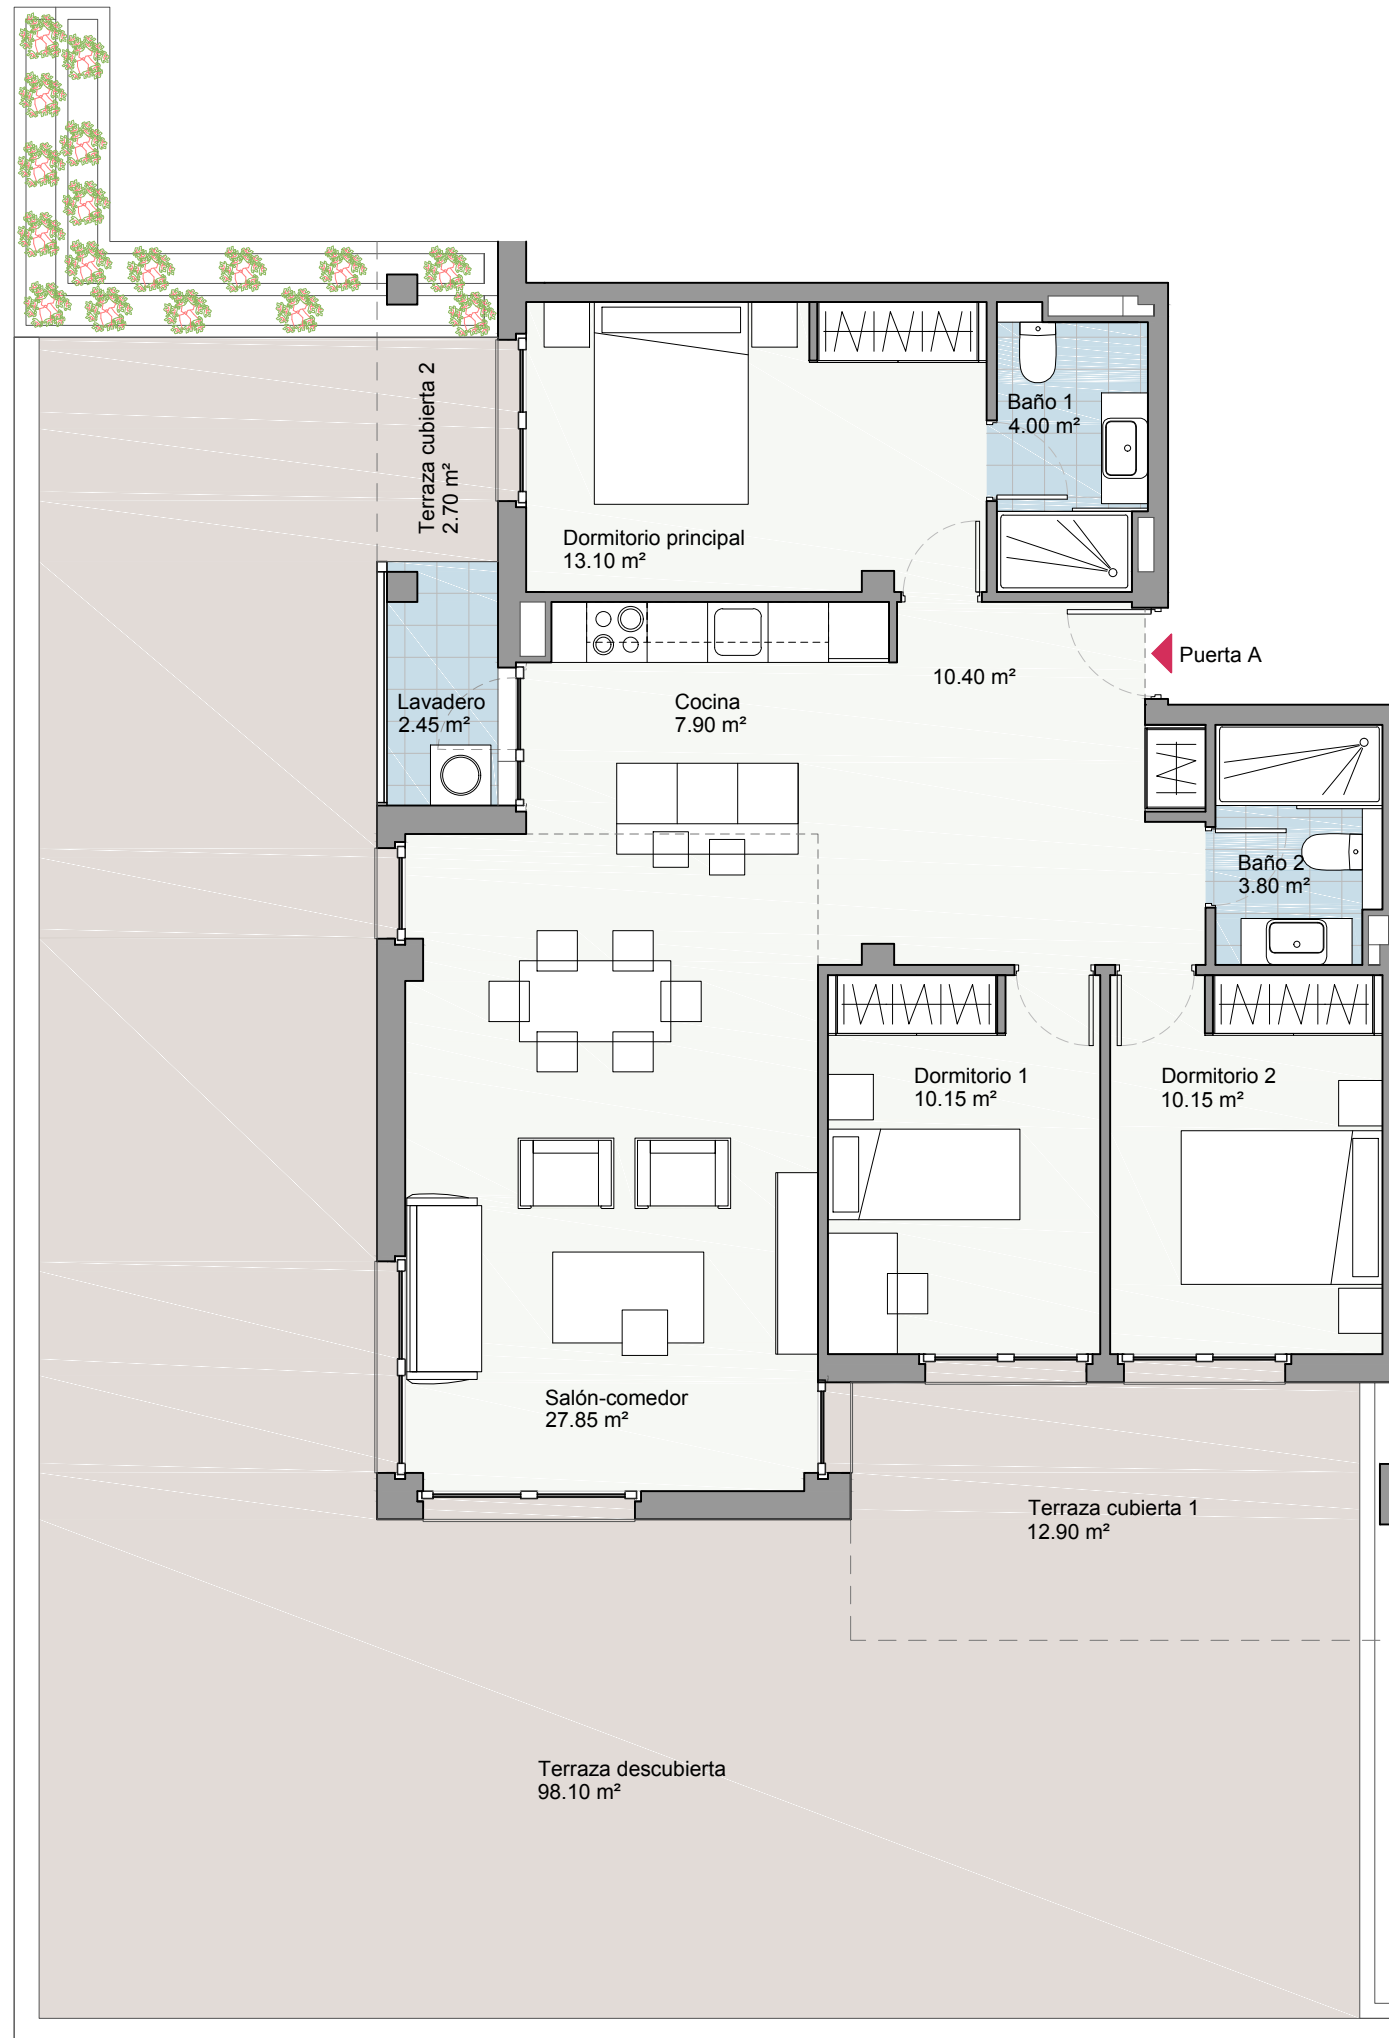 Terraza cubierta 2
2.70 m²
Baño 1
4.00 m²
Dormitorio principal
13.10 m²
Puerta A
10.40 m²
Lavadero
2.45 m²
Cocina
7.90 m²
Baño 2
3.80 m²
Dormitorio 1
10.15 m²
Dormitorio 2
10.15 m²
Salón-comedor
27.85 m²
Terraza cubierta 1
12.90 m²
Terraza descubierta
98.10 m²